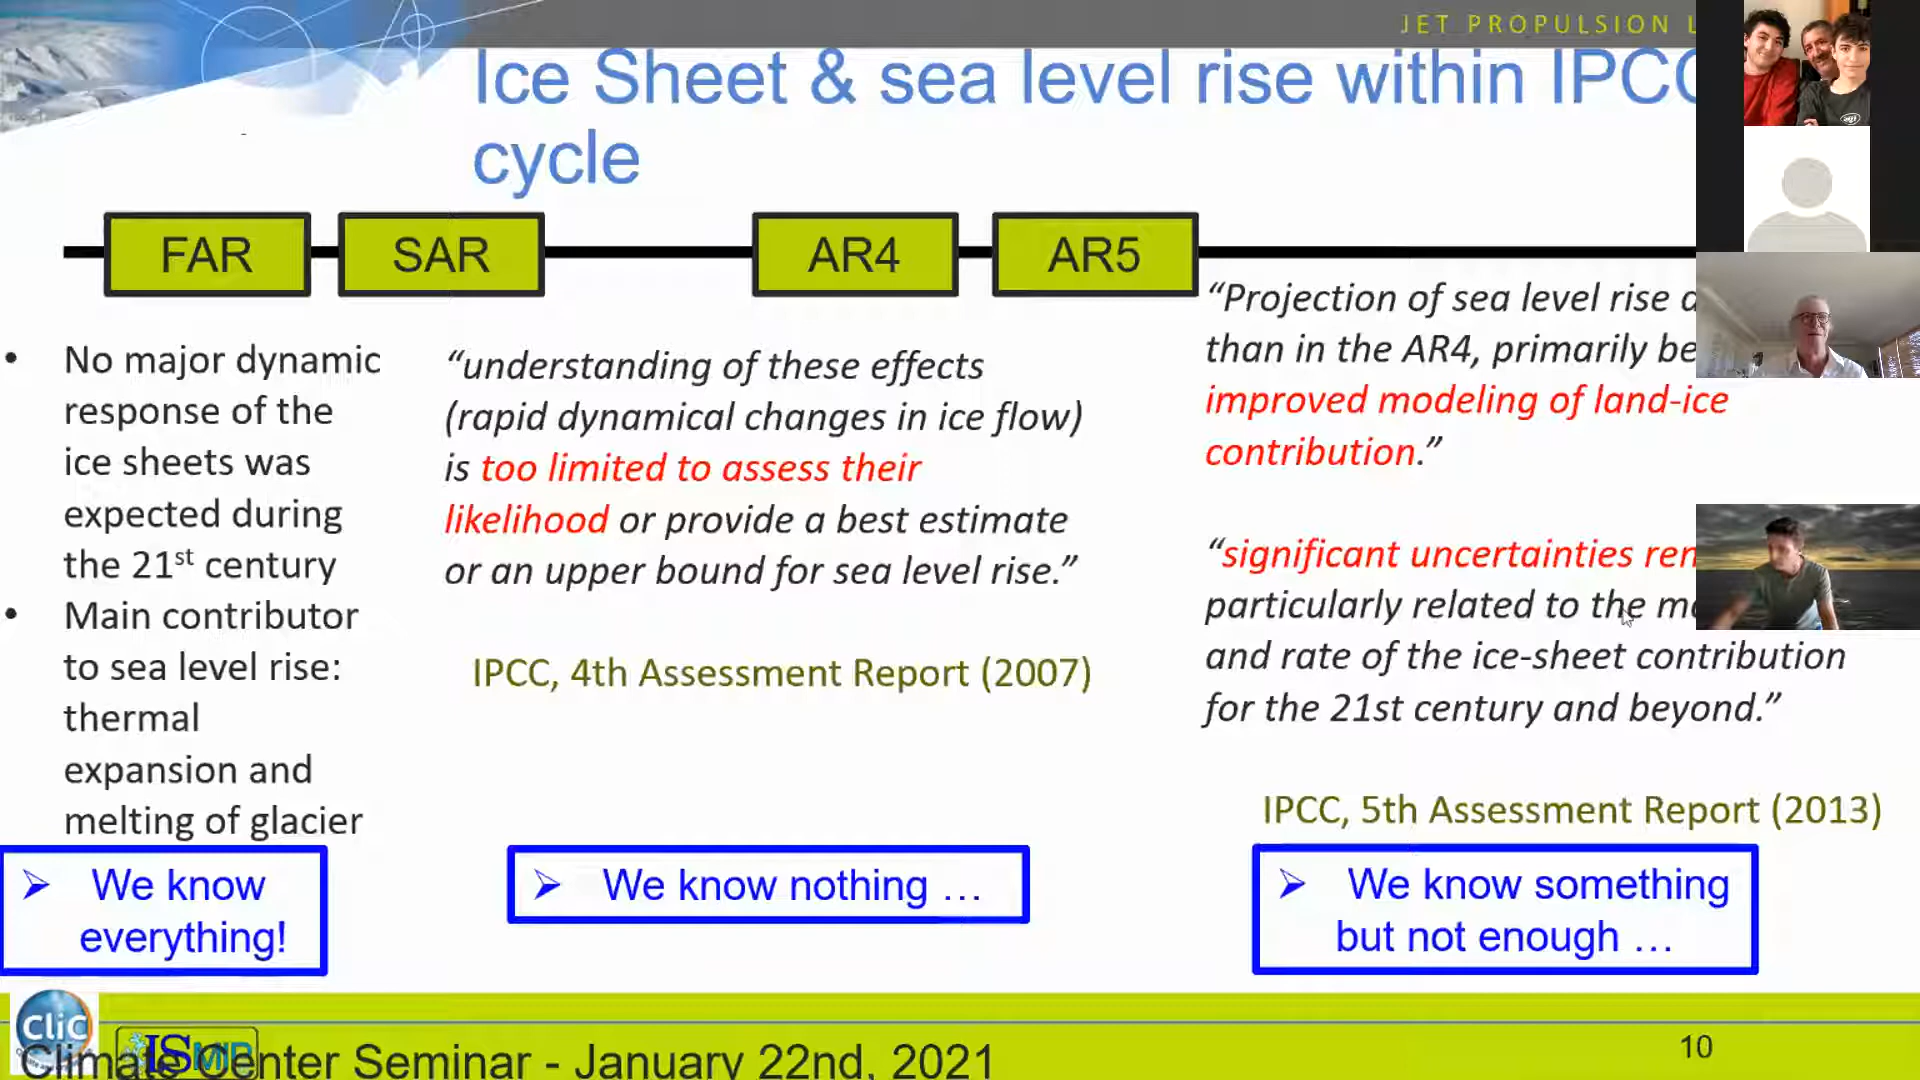 JET PROPULSION L
Ice Sheet & sea level rise within IPCC
cycle
FAR
SAR
AR4
AR5
• No major dynamic
response of the
ice sheets was
expected during
the 21st century
• Main contributor
to sea level rise:
thermal
expansion and
melting of glacier
➢ We know
everything!
“understanding of these effects
(rapid dynamical changes in ice flow)
is too limited to assess their
likelihood or provide a best estimate
or an upper bound for sea level rise.”
IPCC, 4th Assessment Report (2007)
➢ We know nothing …
“Projection of sea level rise
than in the AR4, primarily
improved modeling of land-ice
contribution.”
“significant uncertainties
particularly related to the
and rate of the ice-sheet contribution
for the 21st century and beyond.”
IPCC, 5th Assessment Report (2013)
➢ We know something
but not enough …
clic
ISMIP
Climate Center Seminar - January 22nd, 2021
10